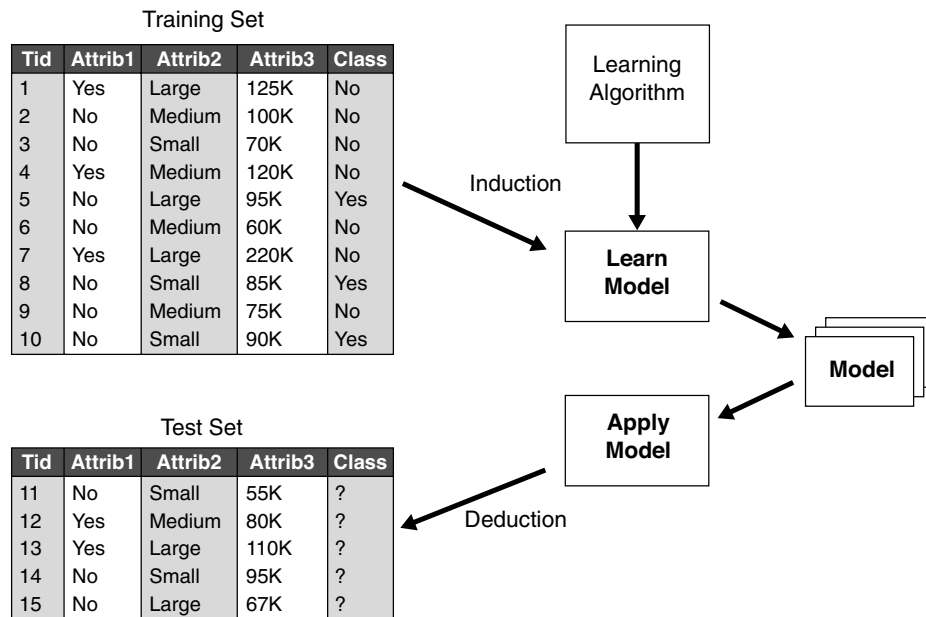 Training Set
Tid Attrib1 Attrib2 Attrib3 Class
1 Yes Large 125K No
2 No Medium 100K No
3 No Small 70K No
4 Yes Medium 120K No
5 No Large 95K Yes
6 No Medium 60K No
7 Yes Large 220K No
8 No Small 85K Yes
9 No Medium 75K No
10 No Small 90K Yes
Learning
Algorithm
Induction
Learn
Model
Model
Apply
Model
Deduction
Test Set
Tid Attrib1 Attrib2 Attrib3 Class
11 No Small 55K ?
12 Yes Medium 80K ?
13 Yes Large 110K ?
14 No Small 95K ?
15 No Large 67K ?